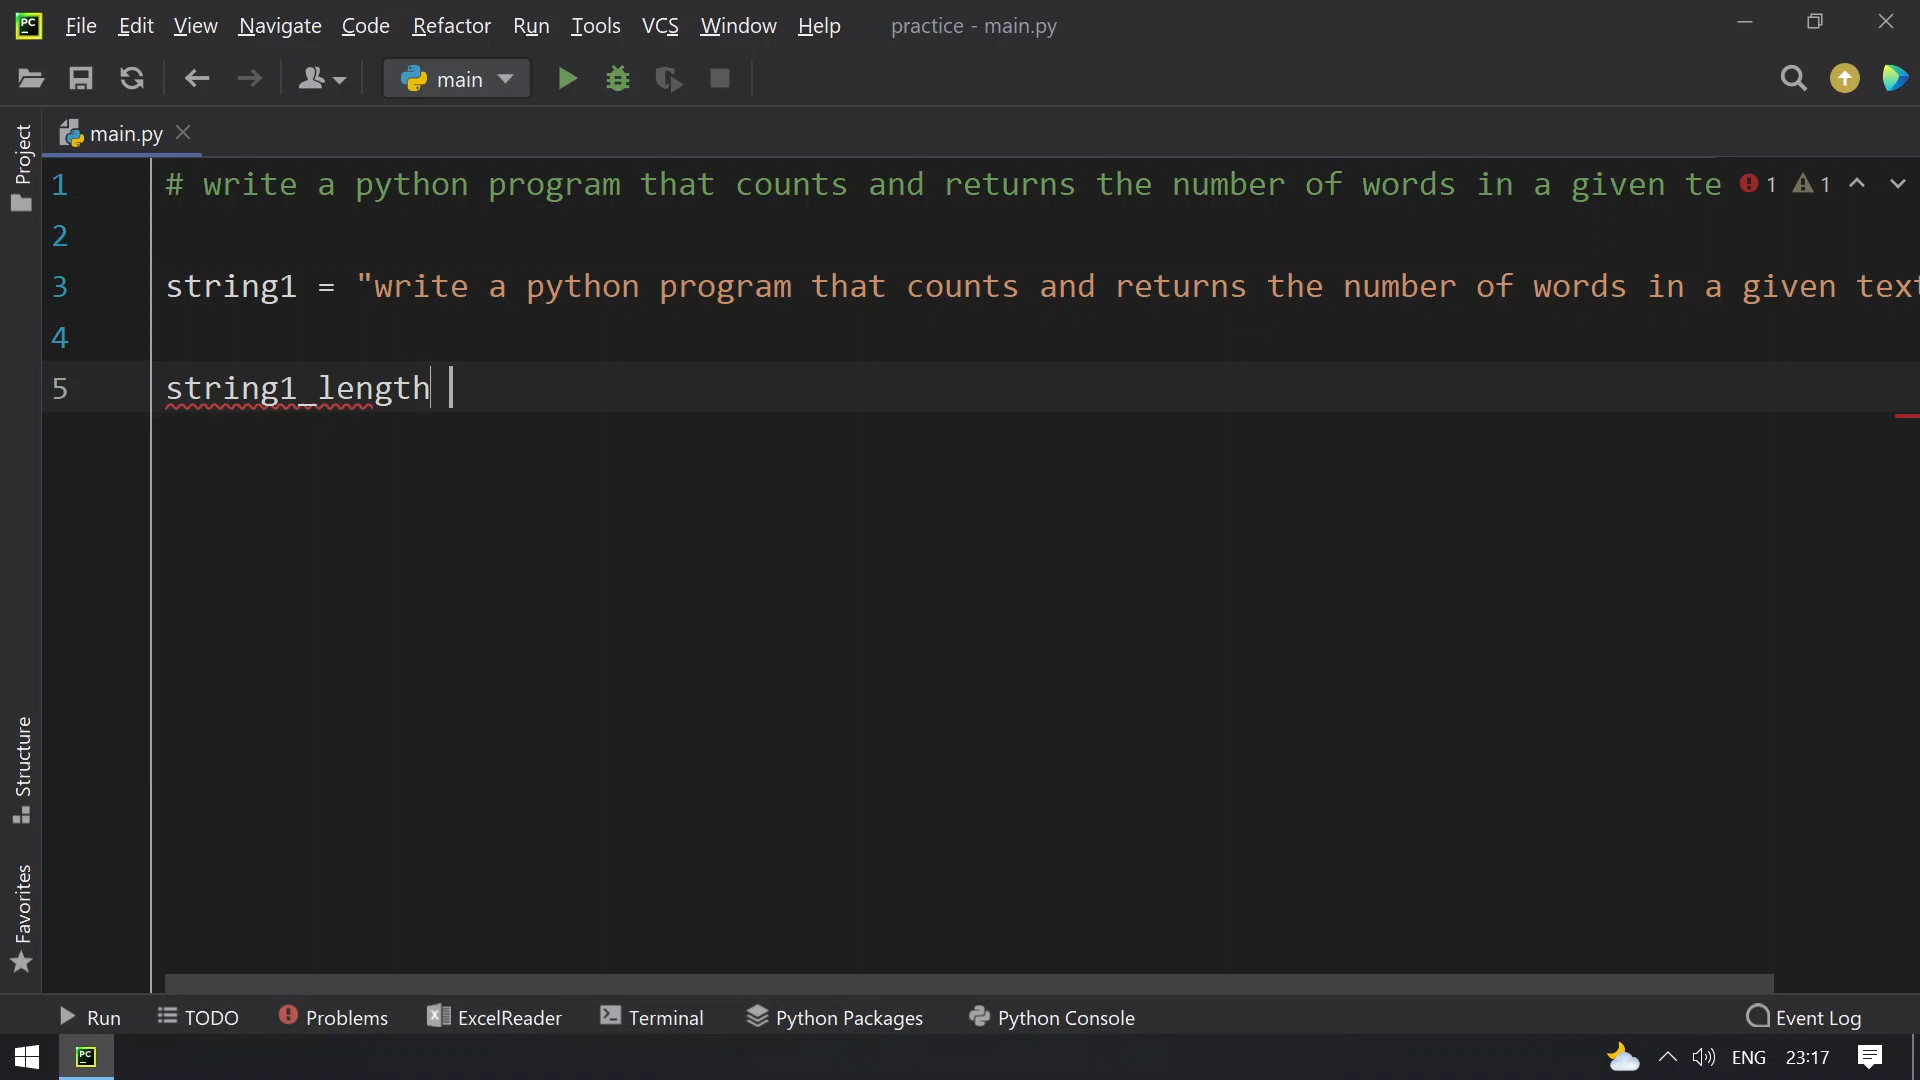 PC File Edit View Navigate Code Refactor Run Tools VCS Window Help practice - main.py
main
main.py
Project
1 # write a python program that counts and returns the number of words in a given te 1 1
2
3 string1 = "write a python program that counts and returns the number of words in a given text
4
5 string1_length
Structure
Favorites
Run TODO Problems ExcelReader Terminal Python Packages Python Console Event Log
PC ENG 23:17